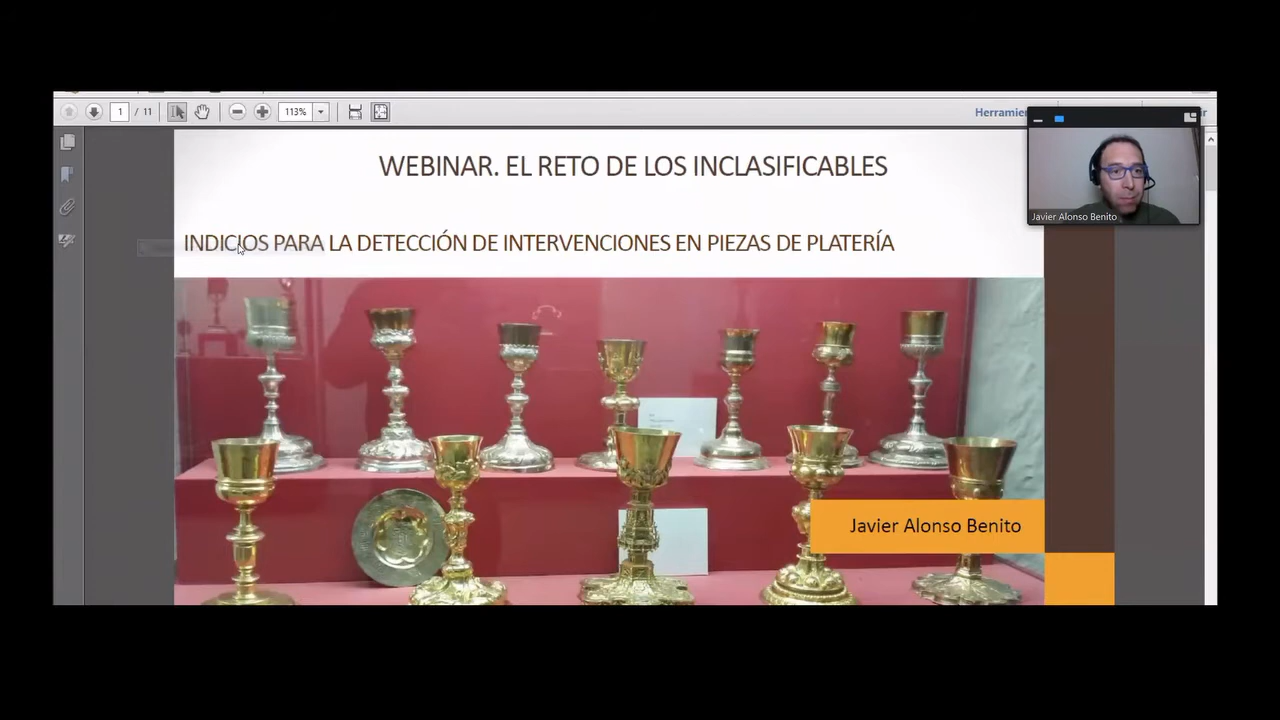 1 / 11
113%
Herramie
WEBINAR. EL RETO DE LOS INCLASIFICABLES
Javier Alonso Benito
INDICIOS PARA LA DETECCIÓN DE INTERVENCIONES EN PIEZAS DE PLATERÍA
Javier Alonso Benito